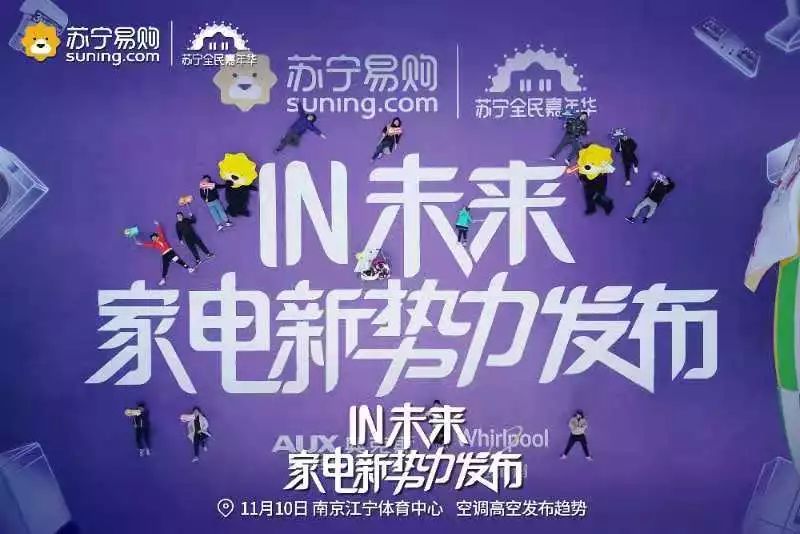 苏宁易购
suning.com
苏宁全民嘉年华
苏宁易购
suning.com
苏宁全民嘉年华
IN未来
家电新势力发布
AUX
Whirlpool
IN未来
家电新势力发布
11月10日 南京江宁体育中心 空调高空发布趋势